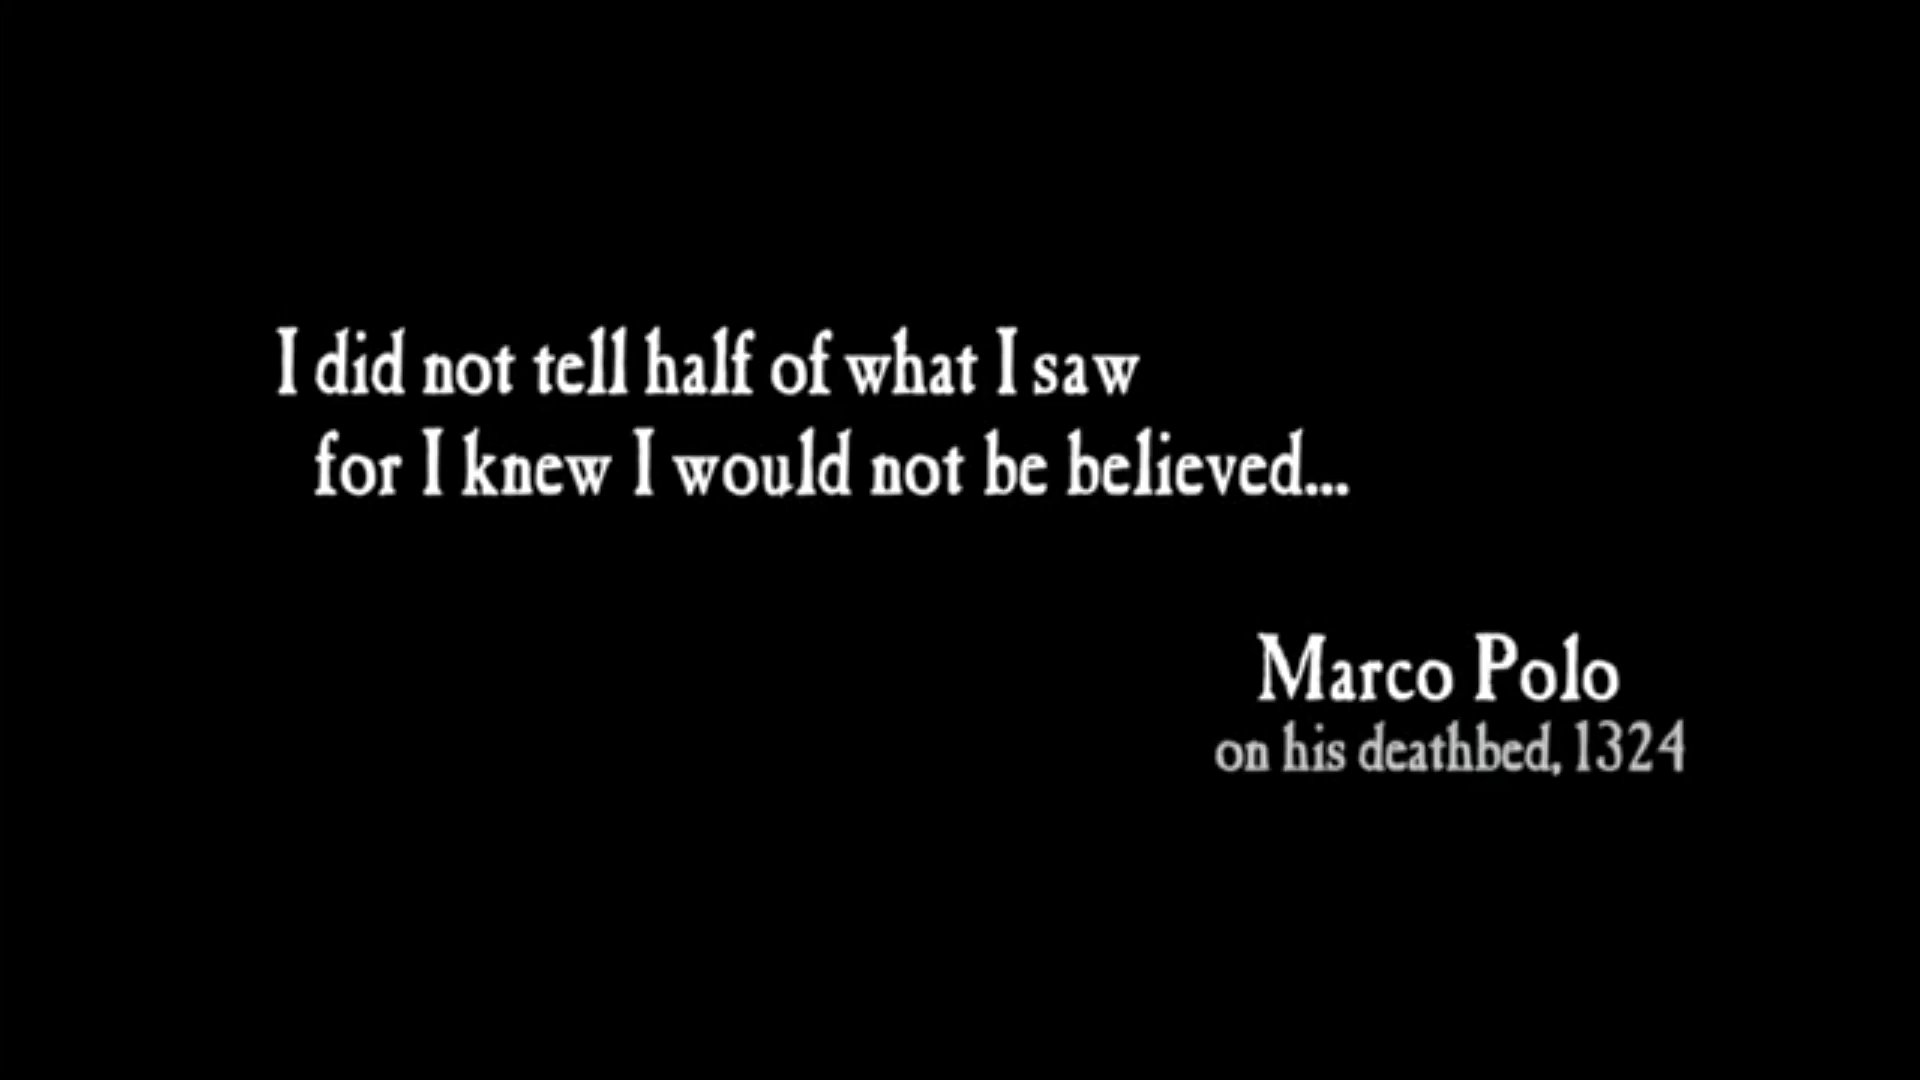 I did not tell half of what I saw
for I knew I would not be believed...
Marco Polo
on his deathbed, 1324